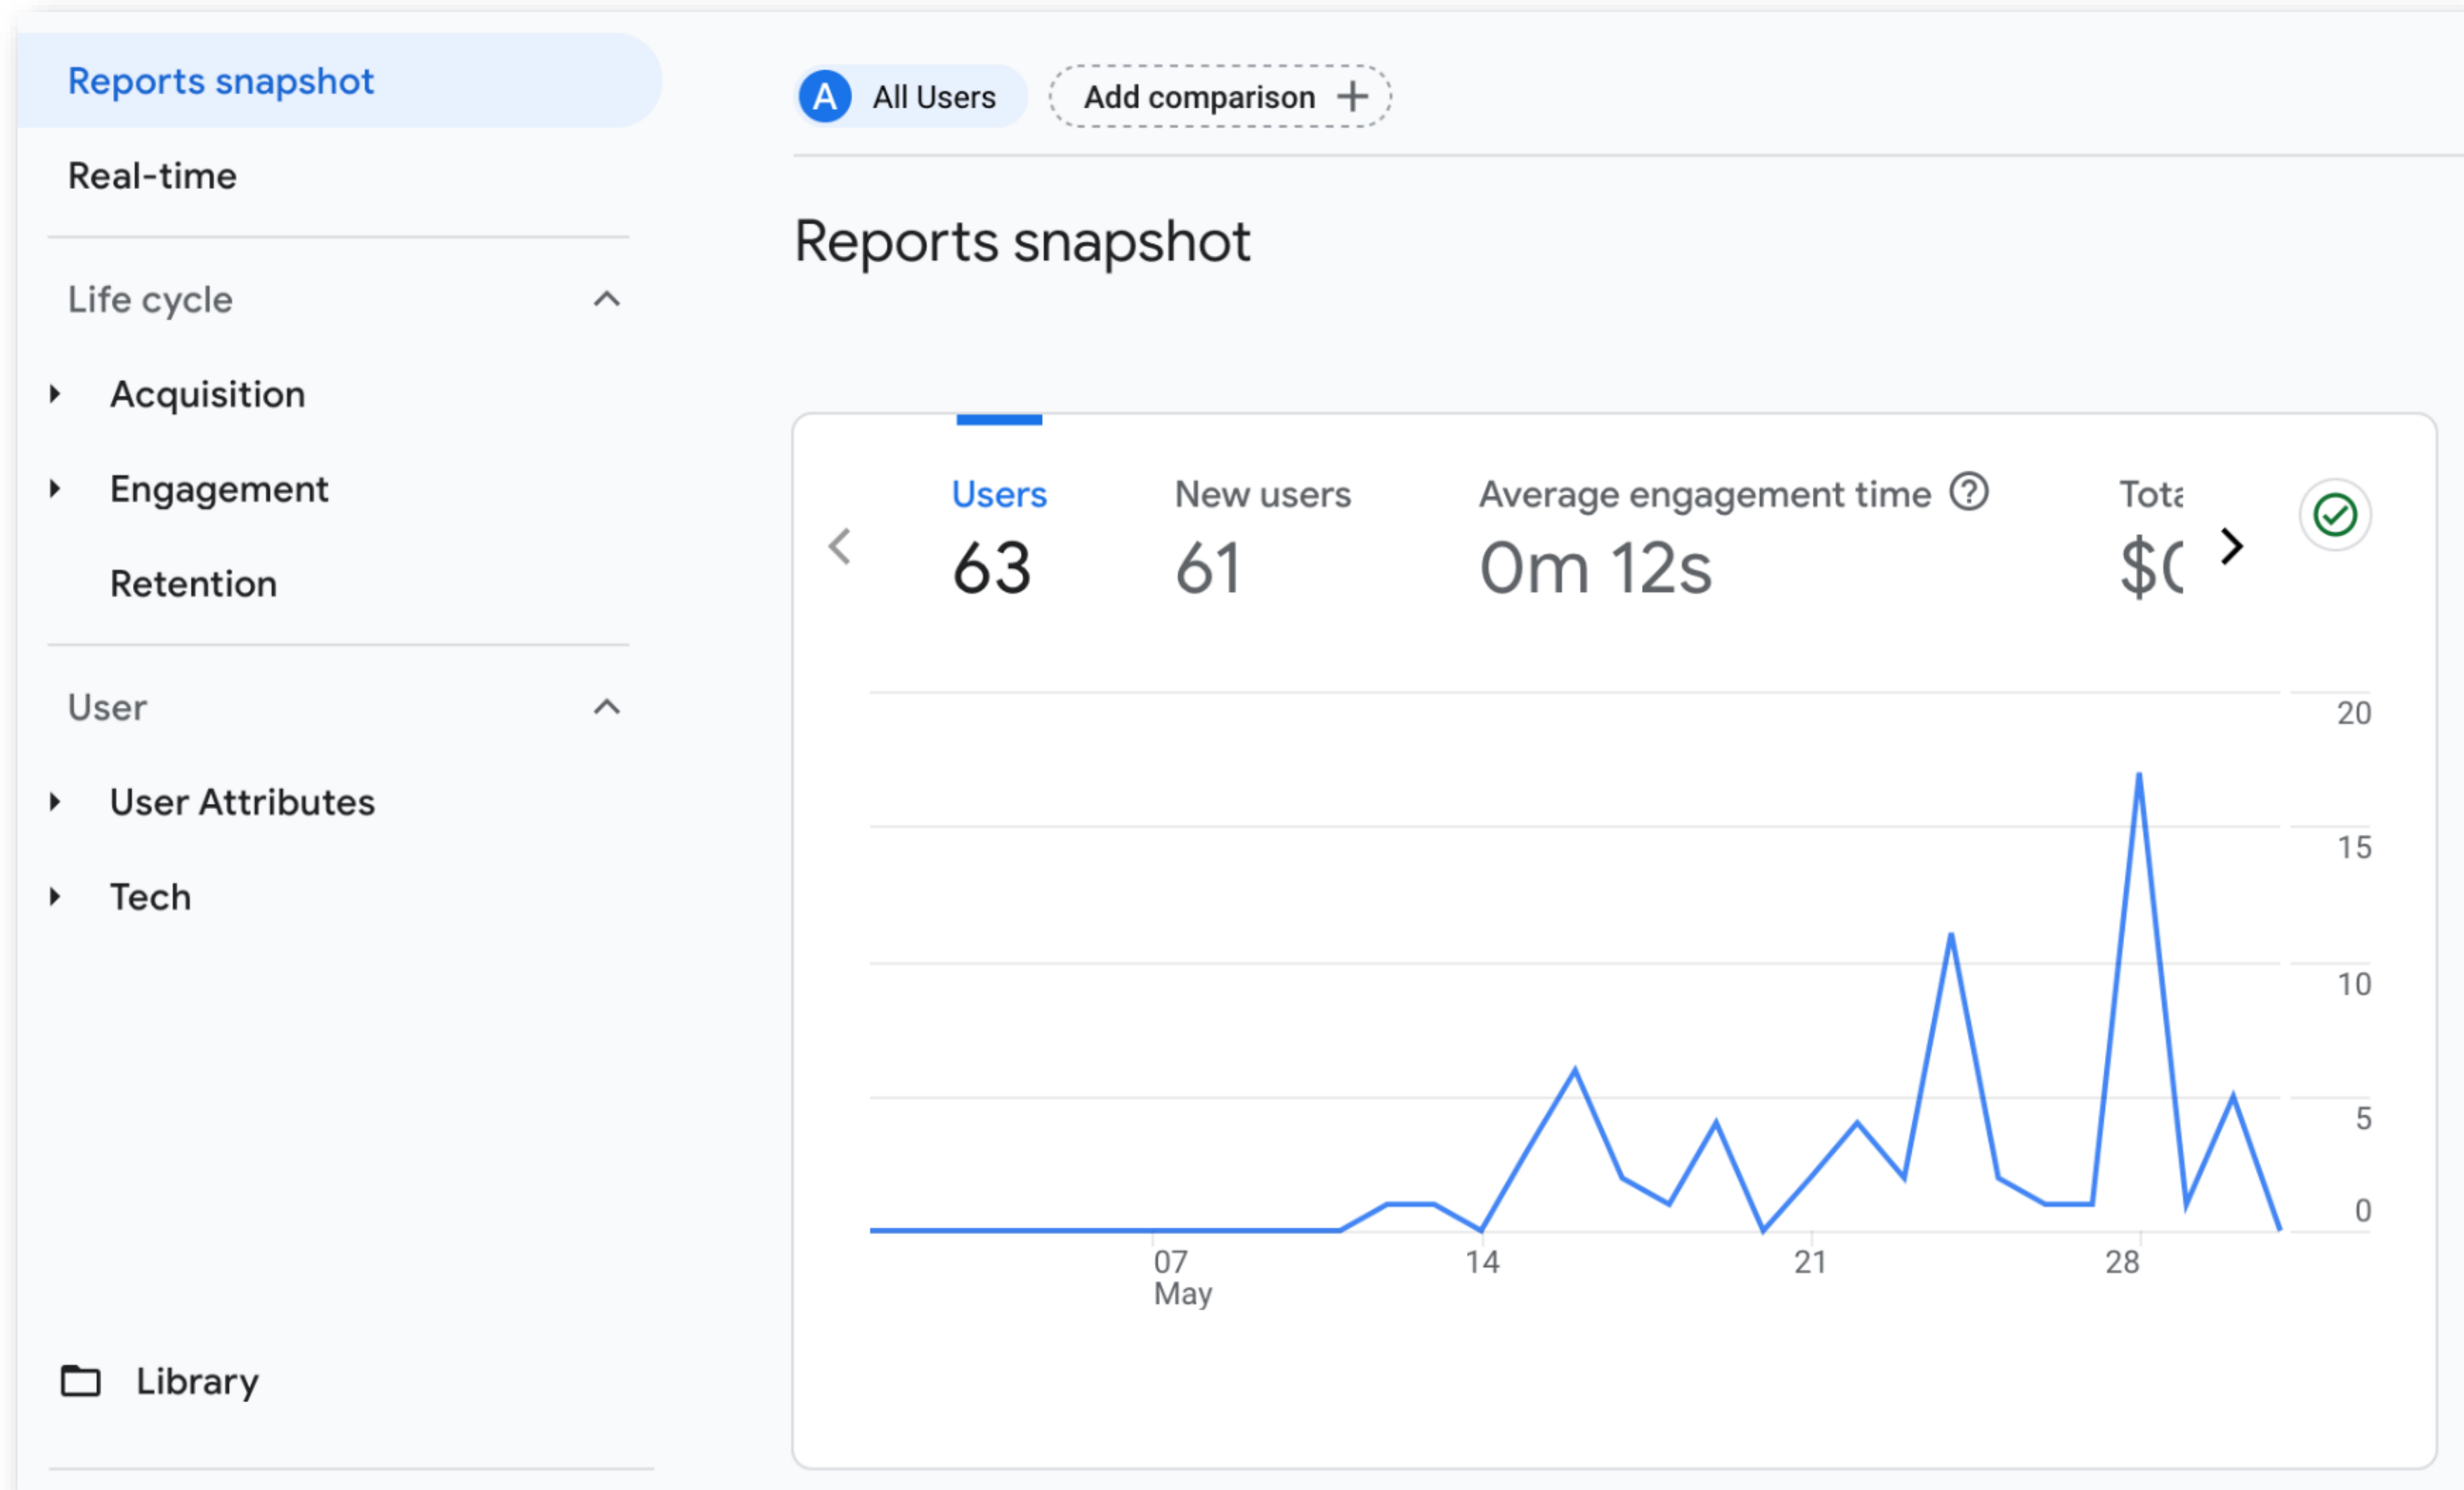 Reports snapshot
Real-time
Life cycle
Acquisition
Engagement
Retention
User
User Attributes
Tech
Library
A All Users Add comparison
Reports snapshot
Users New users Average engagement time
63 61 0m 12s $
20
15
10
5
0
07 14 21 28
May